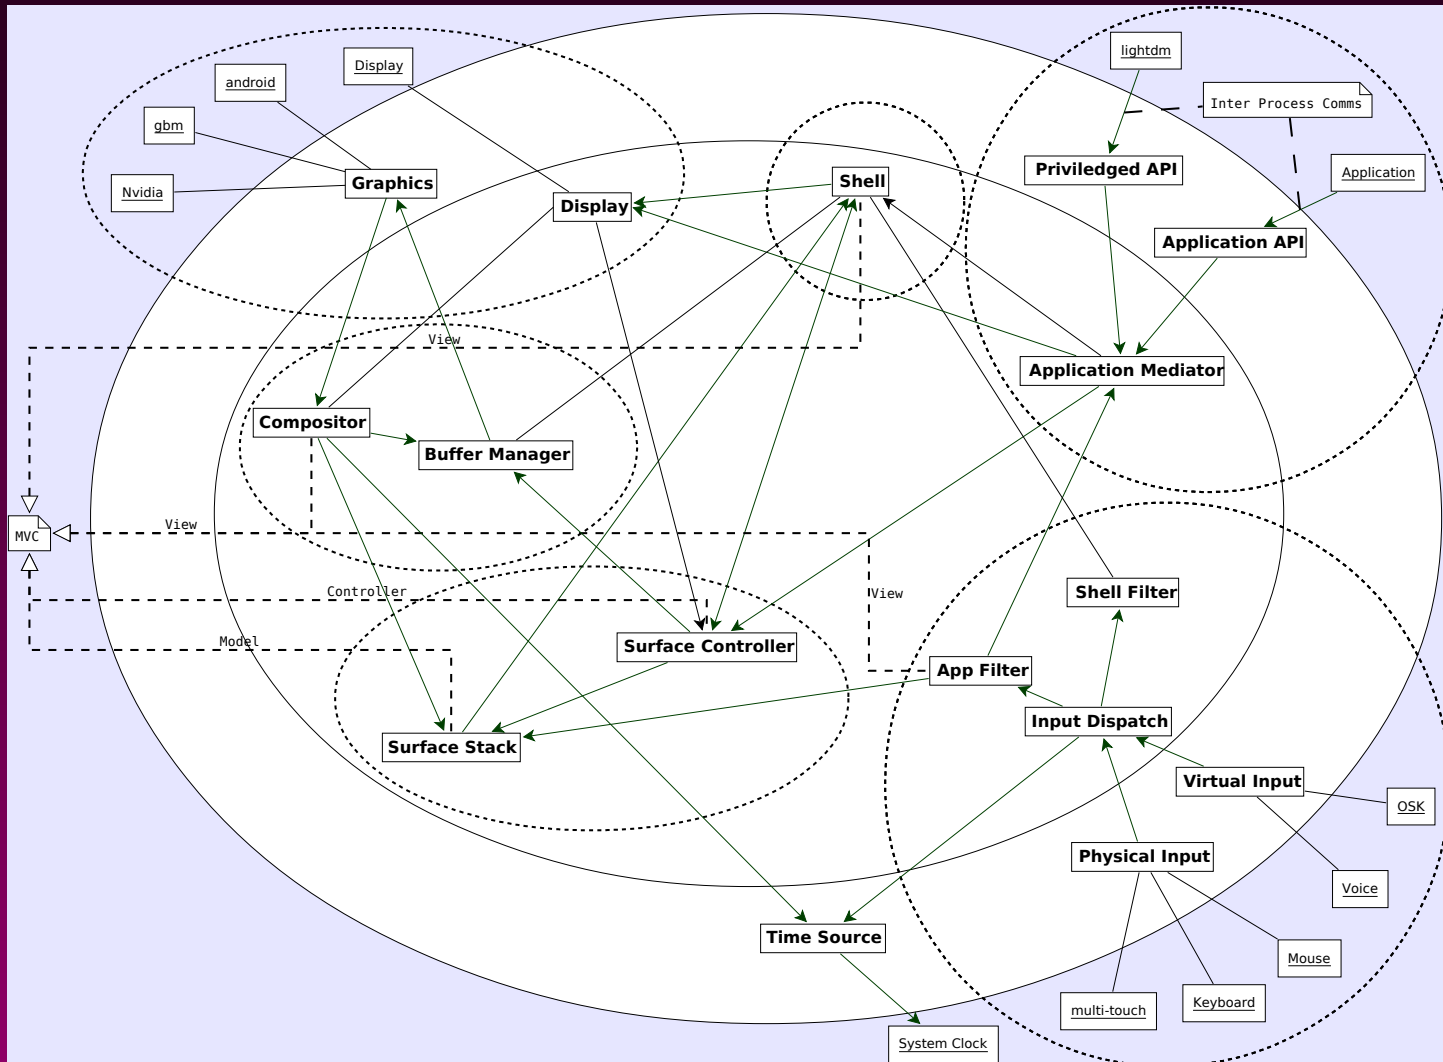 lightdm
Display
android
Inter Process Comms
gbm
Priviledged API
Application
Shell
Graphics
Nvidia
Display
Application API
View
Application Mediator
Compositor
Buffer Manager
View
MVC
Controller
View
Shell Filter
Model
Surface Controller
App Filter
Input Dispatch
Surface Stack
Virtual Input
OSK
Physical Input
Voice
Time Source
Mouse
Keyboard
multi-touch
System Clock